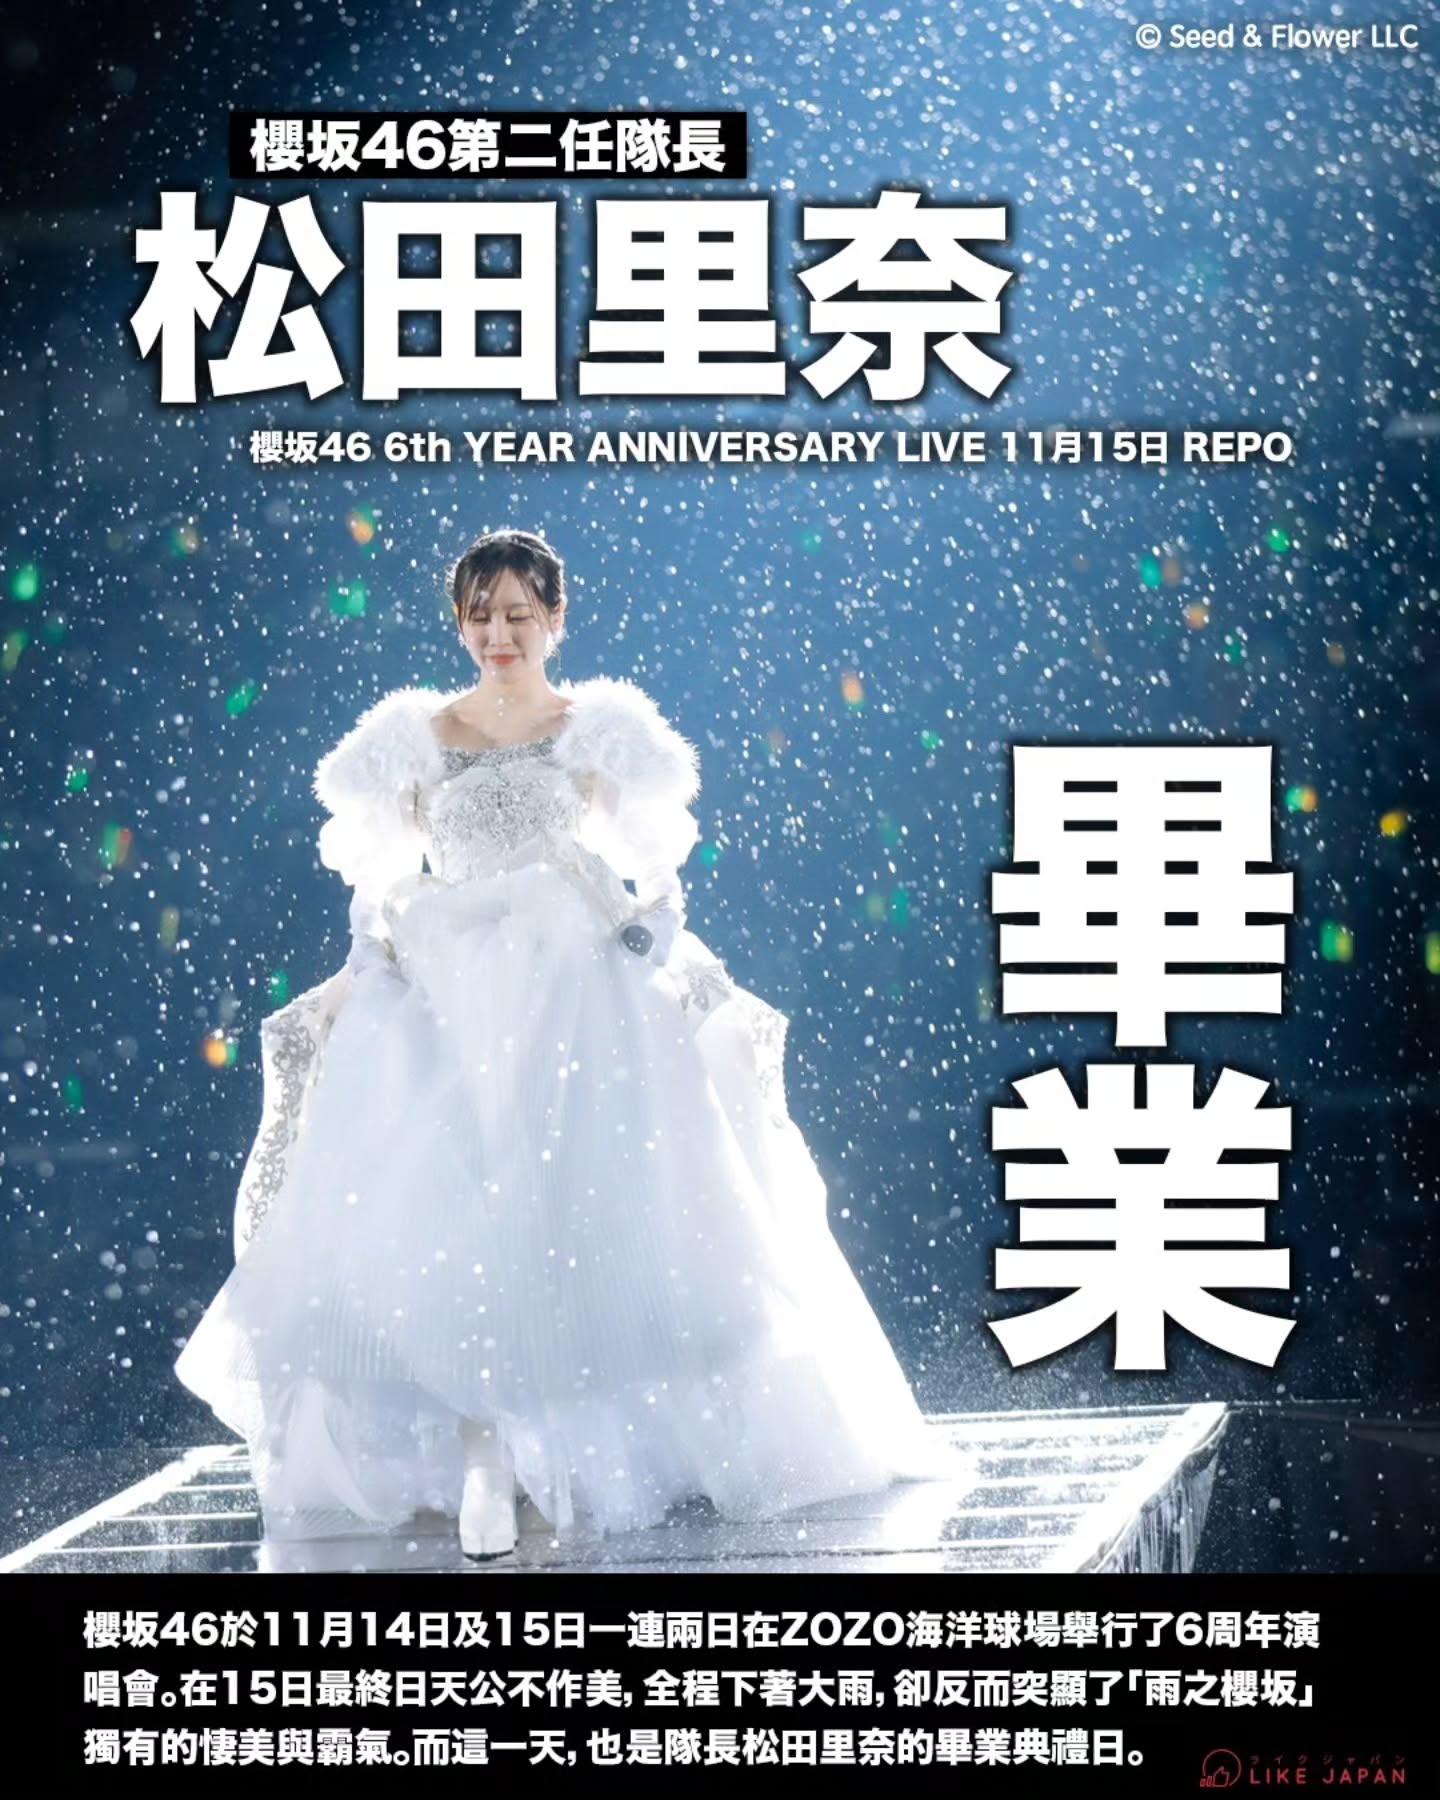 © Seed & Flower LLC
櫻坂46第二任隊長
松田里奈
櫻坂46 6th YEAR ANNIVERSARY LIVE 11月15日 REPO
畢業
櫻坂46於11月14日及15日一連兩日在ZOZO海洋球場舉行了6周年演
唱會。在15日最終日天公不作美，全程下著大雨，卻反而突顯了「雨之櫻坂」
獨有的悽美與霸氣。而這一天，也是隊長松田里奈的畢業典禮日。
ライクジャパン
LIKE JAPAN